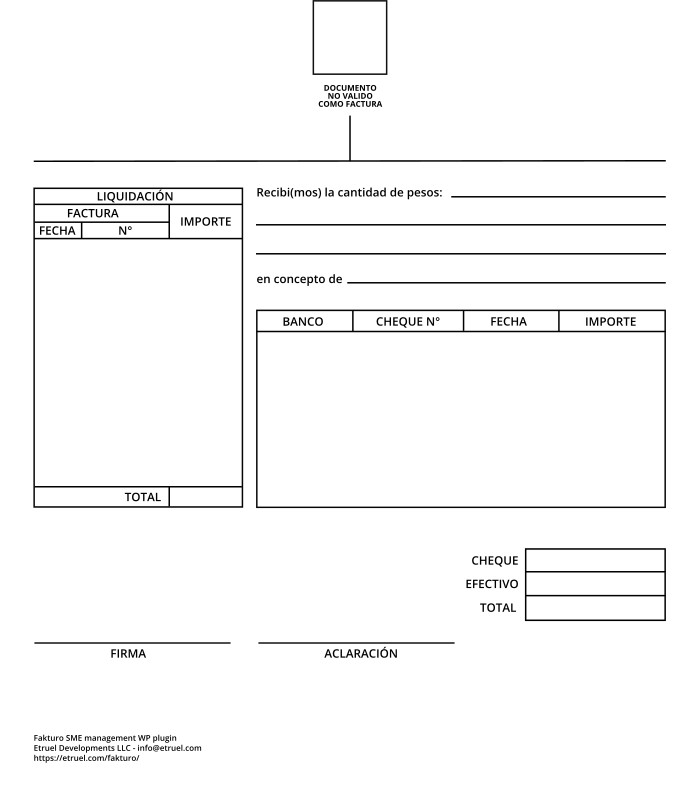 DOCUMENTO
NO VALIDO
COMO FACTURA
LIQUIDACIÓN
FACTURA
IMPORTE
FECHA N°
TOTAL
Recibi(mos) la cantidad de pesos:
en concepto de
BANCO CHEQUE N° FECHA IMPORTE
CHEQUE
EFECTIVO
TOTAL
FIRMA ACLARACIÓN
Fakturo SME management WP plugin
Etruel Developments LLC - info@etruel.com
https://etruel.com/fakturo/